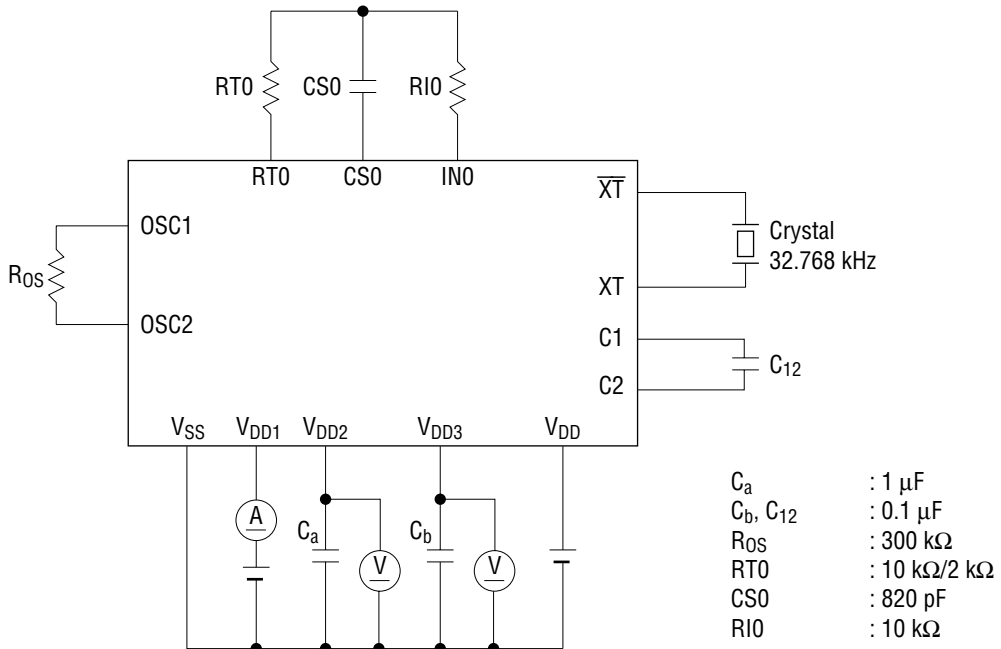 RT0
CS0
RI0
RT0
CS0
IN0
XT
OSC1
Crystal
32.768 kHz
ROS
XT
OSC2
C1
C12
C2
VSS
VDD1
VDD2
VDD3
VDD
A
Ca
V
Cb
V
Ca : 1 μF
Cb, C12 : 0.1 μF
ROS : 300 kΩ
RT0 : 10 kΩ/2 kΩ
CS0 : 820 pF
RI0 : 10 kΩ